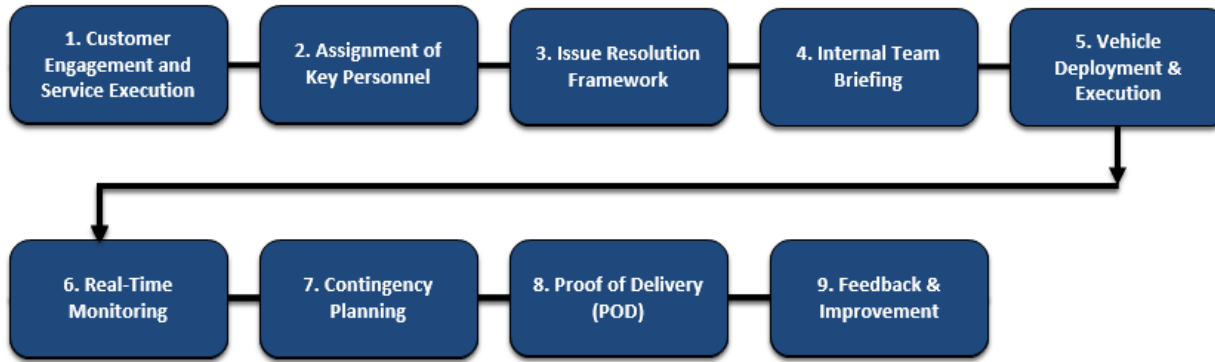 1. Customer
Engagement and
Service Execution
2. Assignment of
Key Personnel
3. Issue Resolution
Framework
4. Internal Team
Briefing
5. Vehicle
Deployment &
Execution
6. Real-Time
Monitoring
7. Contingency
Planning
8. Proof of Delivery
(POD)
9. Feedback &
Improvement